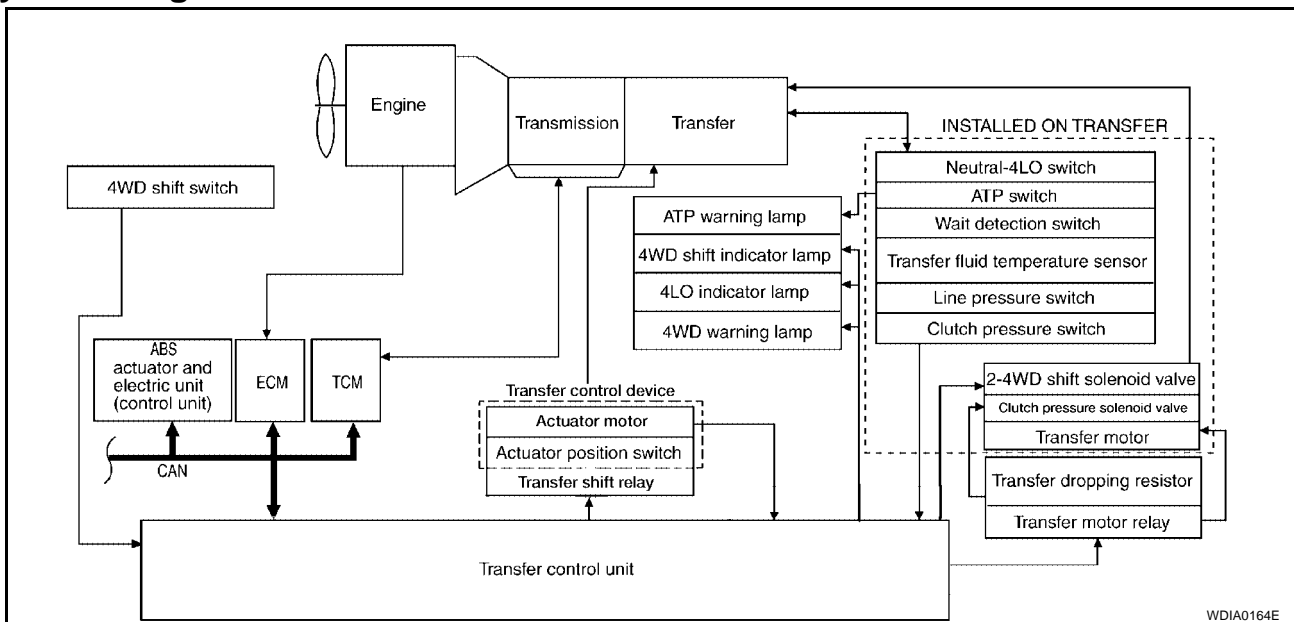 Engine
Transmission
Transfer
INSTALLED ON TRANSFER
Neutral-4LO switch
ATP switch
Wait detection switch
Transfer fluid temperature sensor
Line pressure switch
Clutch pressure switch
4WD shift switch
ATP warning lamp
4WD shift indicator lamp
4LO indicator lamp
4WD warning lamp
ABS
actuator and
electric unit
(control unit)
ECM
TCM
CAN
Transfer control device
Actuator motor
Actuator position switch
Transfer shift relay
2-4WD shift solenoid valve
Clutch pressure solenoid valve
Transfer motor
Transfer dropping resistor
Transfer motor relay
Transfer control unit
WDIA0164E